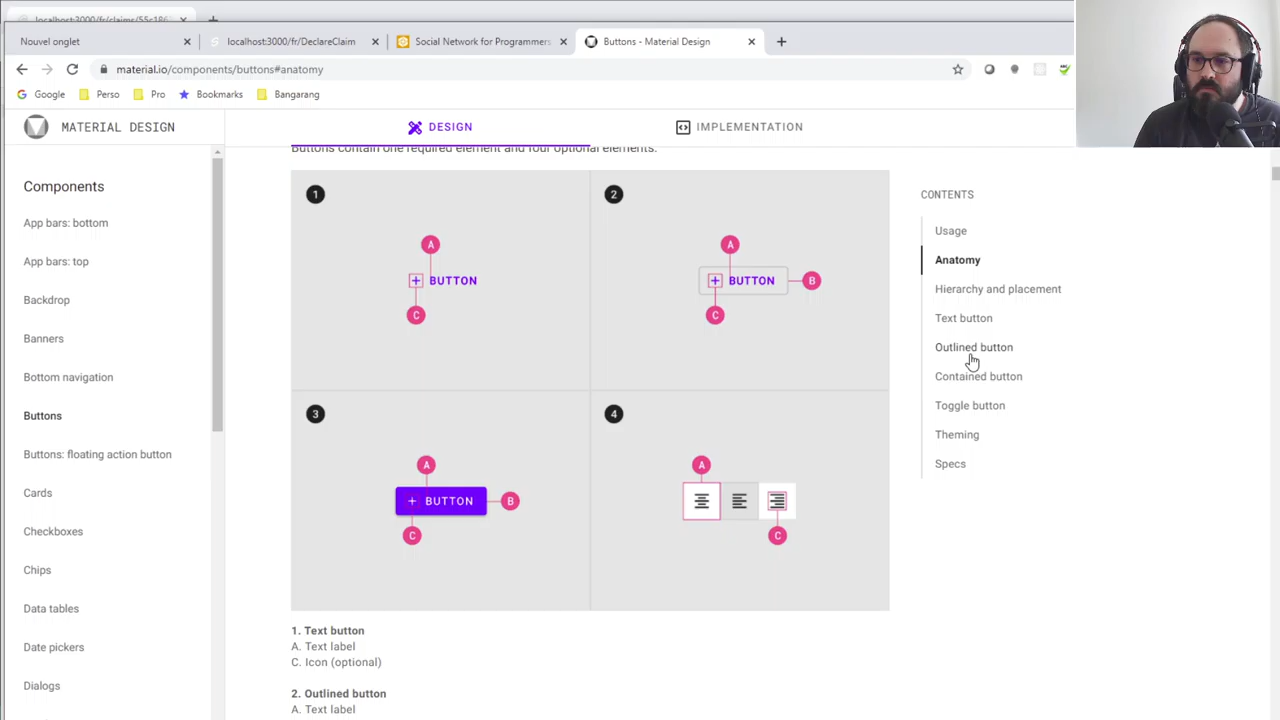 localhost:3000/fr/claims/55c186
Nouvel onglet
localhost:3000/fr/DeclareClaim
Social Network for Programmers
Buttons - Material Design
material.io/components/buttons#anatomy
Google
Perso
Pro
Bookmarks
Bangarang
MATERIAL DESIGN
DESIGN
IMPLEMENTATION
Components
App bars: bottom
App bars: top
Backdrop
Banners
Bottom navigation
Buttons
Buttons: floating action button
Cards
Checkboxes
Chips
Data tables
Date pickers
Dialogs
Buttons contain one required element and four optional elements.
1
A
+ BUTTON
C
2
A
+ BUTTON
B
C
3
A
+ BUTTON
B
C
4
A
C
1. Text button
A. Text label
C. Icon (optional)
2. Outlined button
A. Text label
CONTENTS
Usage
Anatomy
Hierarchy and placement
Text button
Outlined button
Contained button
Toggle button
Theming
Specs